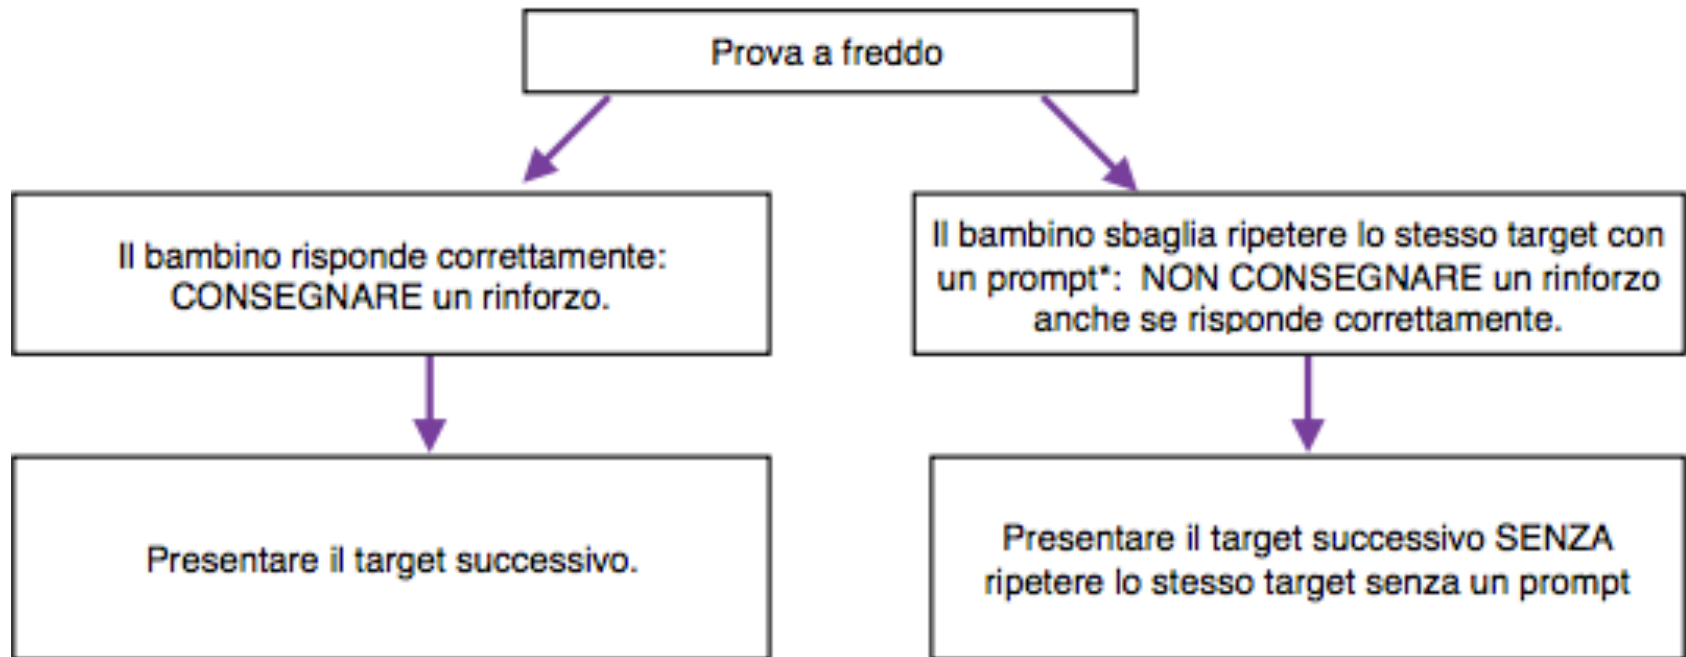 Prova a freddo
Il bambino risponde correttamente:
CONSEGNARE un rinforzo.
Il bambino sbaglia ripetere lo stesso target con
un prompt*: NON CONSEGNARE un rinforzo
anche se risponde correttamente.
Presentare il target successivo.
Presentare il target successivo SENZA
ripetere lo stesso target senza un prompt